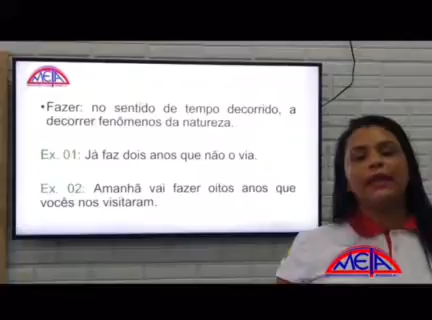 META
•Fazer: no sentido de tempo decorrido, a
decorrer fenômenos da natureza.
Ex. 01: Já faz dois anos que não o via.
Ex. 02: Amanhã vai fazer oitos anos que
vocês nos visitaram.
META